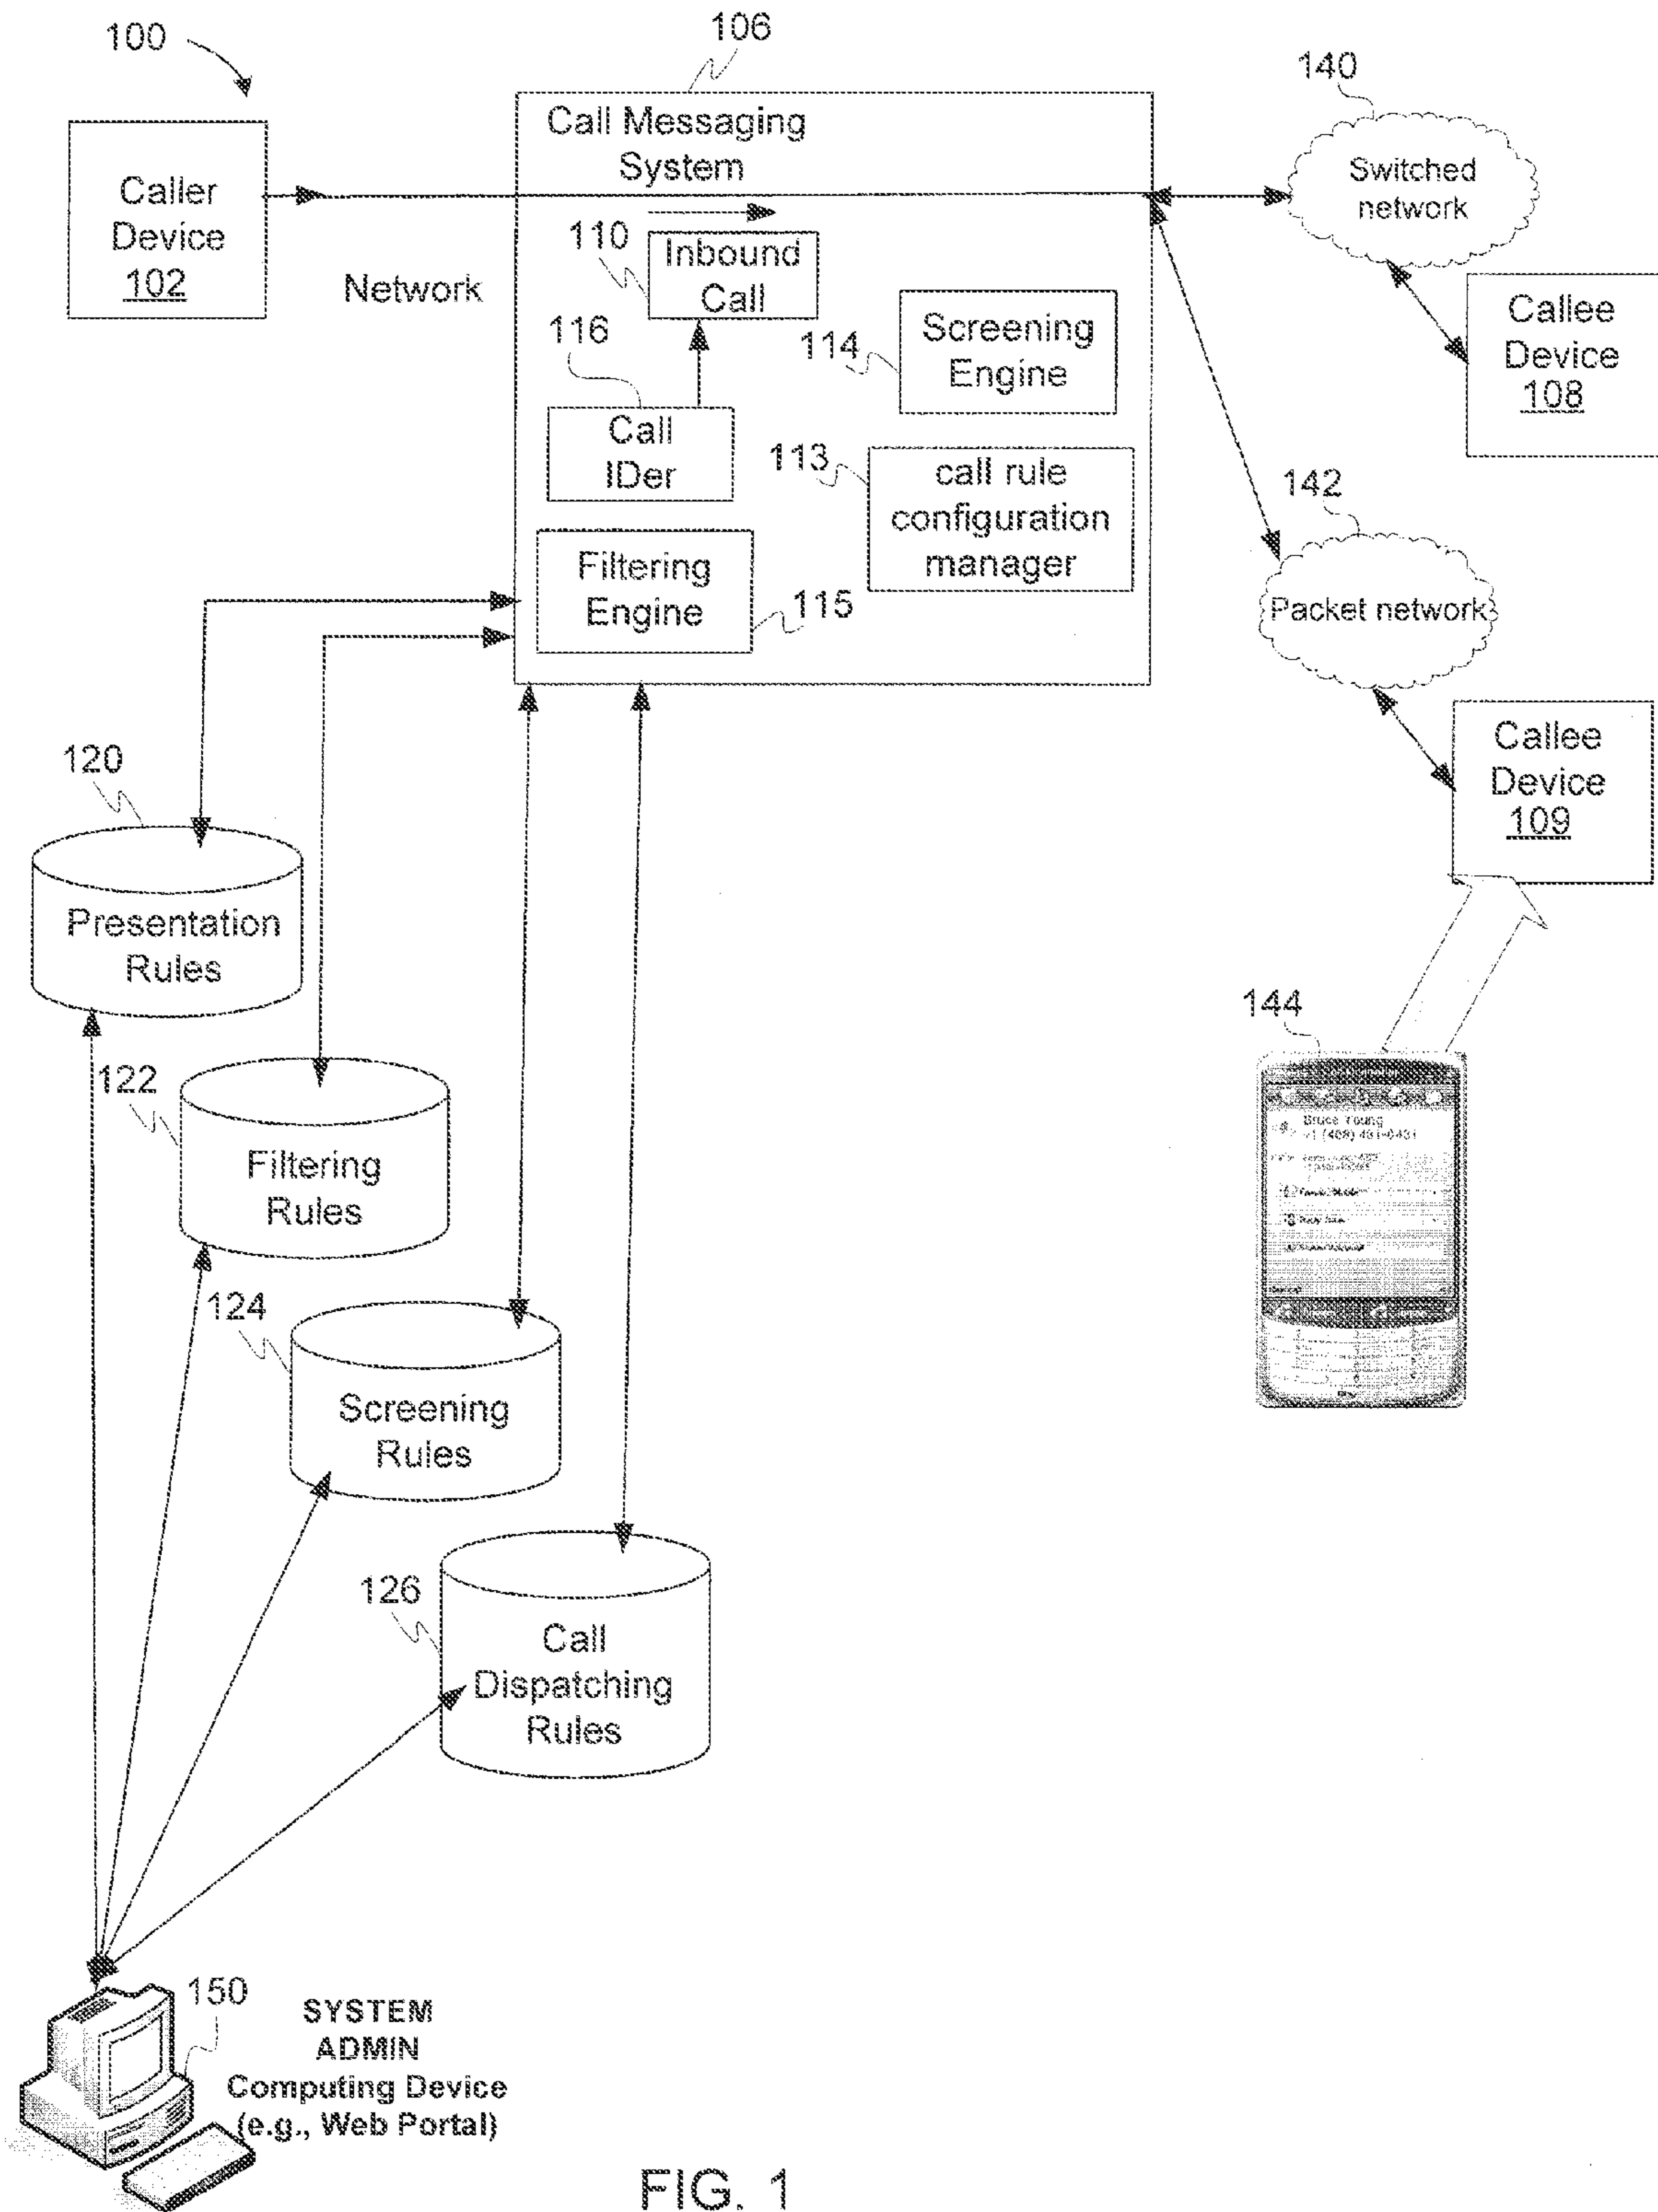 100
106
140
Call Messaging
System
Switched
network
Caller
Device
102
Network
110
Inbound
Call
116
114
Screening
Engine
Callee
Device
108
Call
IDer
113
call rule
configuration
manager
142
Filtering
Engine
115
Packet network
Callee
Device
109
120
Presentation
Rules
144
Bruce Young
122
Filtering
Rules
124
Screening
Rules
126
Call
Dispatching
Rules
150
SYSTEM
ADMIN
Computing Device
(e.g., Web Portal)
FIG. 1